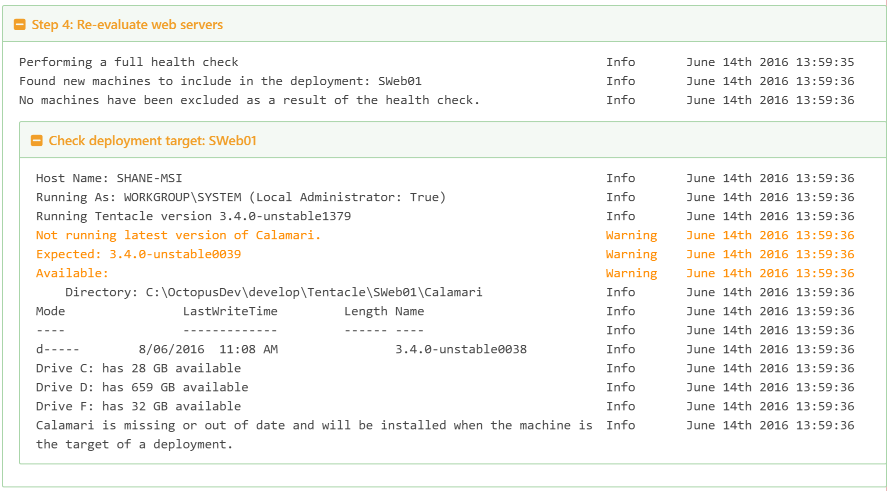 Step 4: Re-evaluate web servers
Performing a full health check Info June 14th 2016 13:59:35
Found new machines to include in the deployment: SWeb01 Info June 14th 2016 13:59:36
No machines have been excluded as a result of the health check. Info June 14th 2016 13:59:36
Check deployment target: SWeb01
Host Name: SHANE-MSI Info June 14th 2016 13:59:36
Running As: WORKGROUP\SYSTEM (Local Administrator: True) Info June 14th 2016 13:59:36
Running Tentacle version 3.4.0-unstable1379 Info June 14th 2016 13:59:36
Not running latest version of Calamari. Warning June 14th 2016 13:59:36
Expected: 3.4.0-unstable0039 Warning June 14th 2016 13:59:36
Available: Warning June 14th 2016 13:59:36
Directory: C:\OctopusDev\develop\Tentacle\SWeb01\Calamari Info June 14th 2016 13:59:36
Mode LastWriteTime Length Name Info June 14th 2016 13:59:36
---- ------------- ------ ---- Info June 14th 2016 13:59:36
d----- 8/06/2016 11:08 AM 3.4.0-unstable0038 Info June 14th 2016 13:59:36
Drive C: has 28 GB available Info June 14th 2016 13:59:36
Drive D: has 659 GB available Info June 14th 2016 13:59:36
Drive F: has 32 GB available Info June 14th 2016 13:59:36
Calamari is missing or out of date and will be installed when the machine is Info June 14th 2016 13:59:36
the target of a deployment.